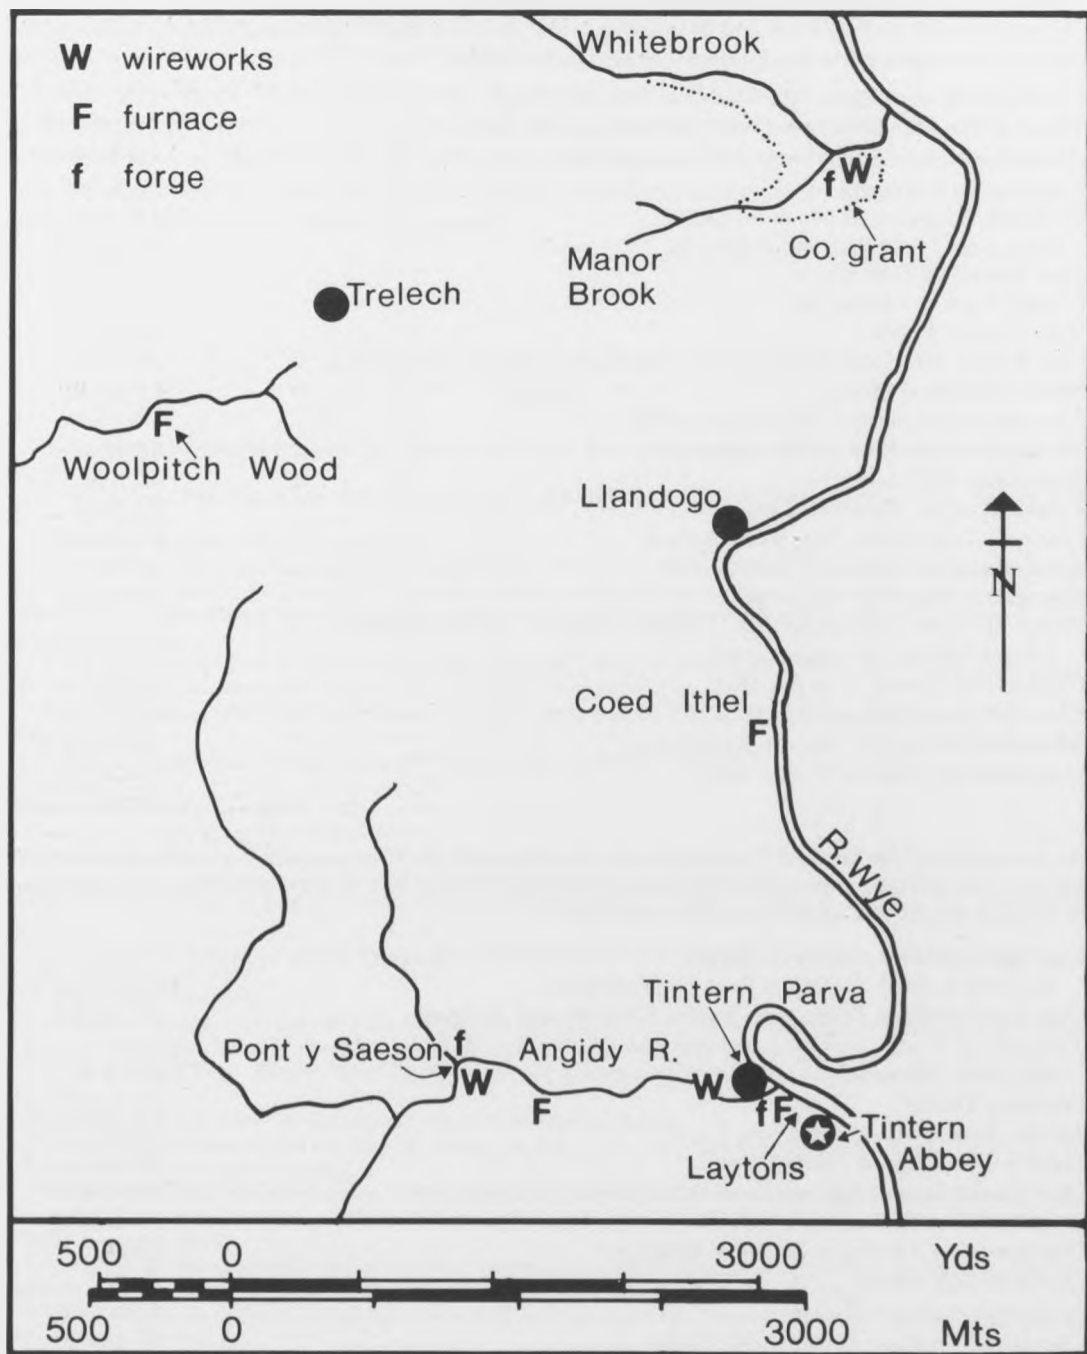 W wireworks
F furnace
f forge
Whitebrook
f W
Co. grant
Manor
Brook
Trelech
F
Woolpitch Wood
Llandogo
N
Coed Ithel
F
R. Wye
Tintern Parva
Pont y Saeson
f
W
Angidy R.
F
W
f F
Laytons
Tintern
Abbey
500 0 3000 Yds
500 0 3000 Mts